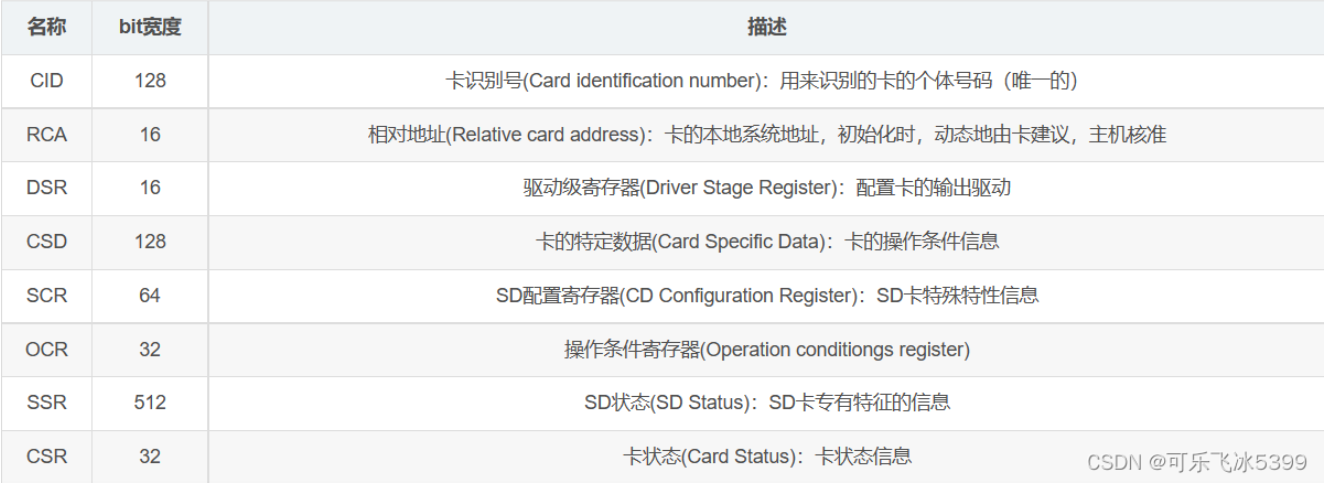 名称 bit宽度 描述
CID 128 卡识别号(Card identification number)：用来识别的卡的个体号码（唯一的）
RCA 16 相对地址(Relative card address)：卡的本地系统地址，初始化时，动态地由卡建议，主机核准
DSR 16 驱动级寄存器(Driver Stage Register)：配置卡的输出驱动
CSD 128 卡的特定数据(Card Specific Data)：卡的操作条件信息
SCR 64 SD配置寄存器(CD Configuration Register)：SD卡特殊特性信息
OCR 32 操作条件寄存器(Operation conditiongs register)
SSR 512 SD状态(SD Status)：SD卡专有特征的信息
CSR 32 卡状态(Card Status)：卡状态信息
CSDN @可乐飞冰5399